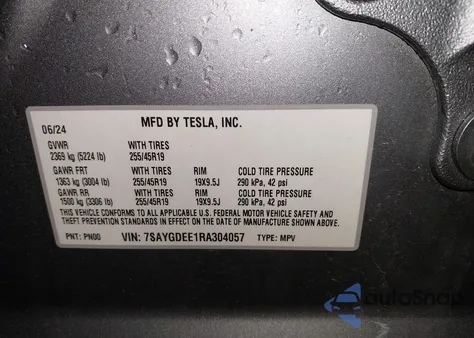 06/24 MFD BY TESLA, INC.
GVWR WITH TIRES
2369 kg (5224 lb) 255/45R19
GAWR FRT WITH TIRES RIM COLD TIRE PRESSURE
1363 kg (3004 lb) 255/45R19 19X9.5J 290 kPa, 42 psi
GAWR RR WITH TIRES RIM COLD TIRE PRESSURE
1500 kg (3306 lb) 255/45R19 19X9.5J 290 kPa, 42 psi
THIS VEHICLE CONFORMS TO ALL APPLICABLE U.S. FEDERAL MOTOR VEHICLE SAFETY AND
THEFT PREVENTION STANDARDS IN EFFECT ON THE DATE OF MANUFACTURE SHOWN ABOVE.
PNT: PN00 VIN: 7SAYGDEE1RA304057 TYPE: MPV
autoSnap